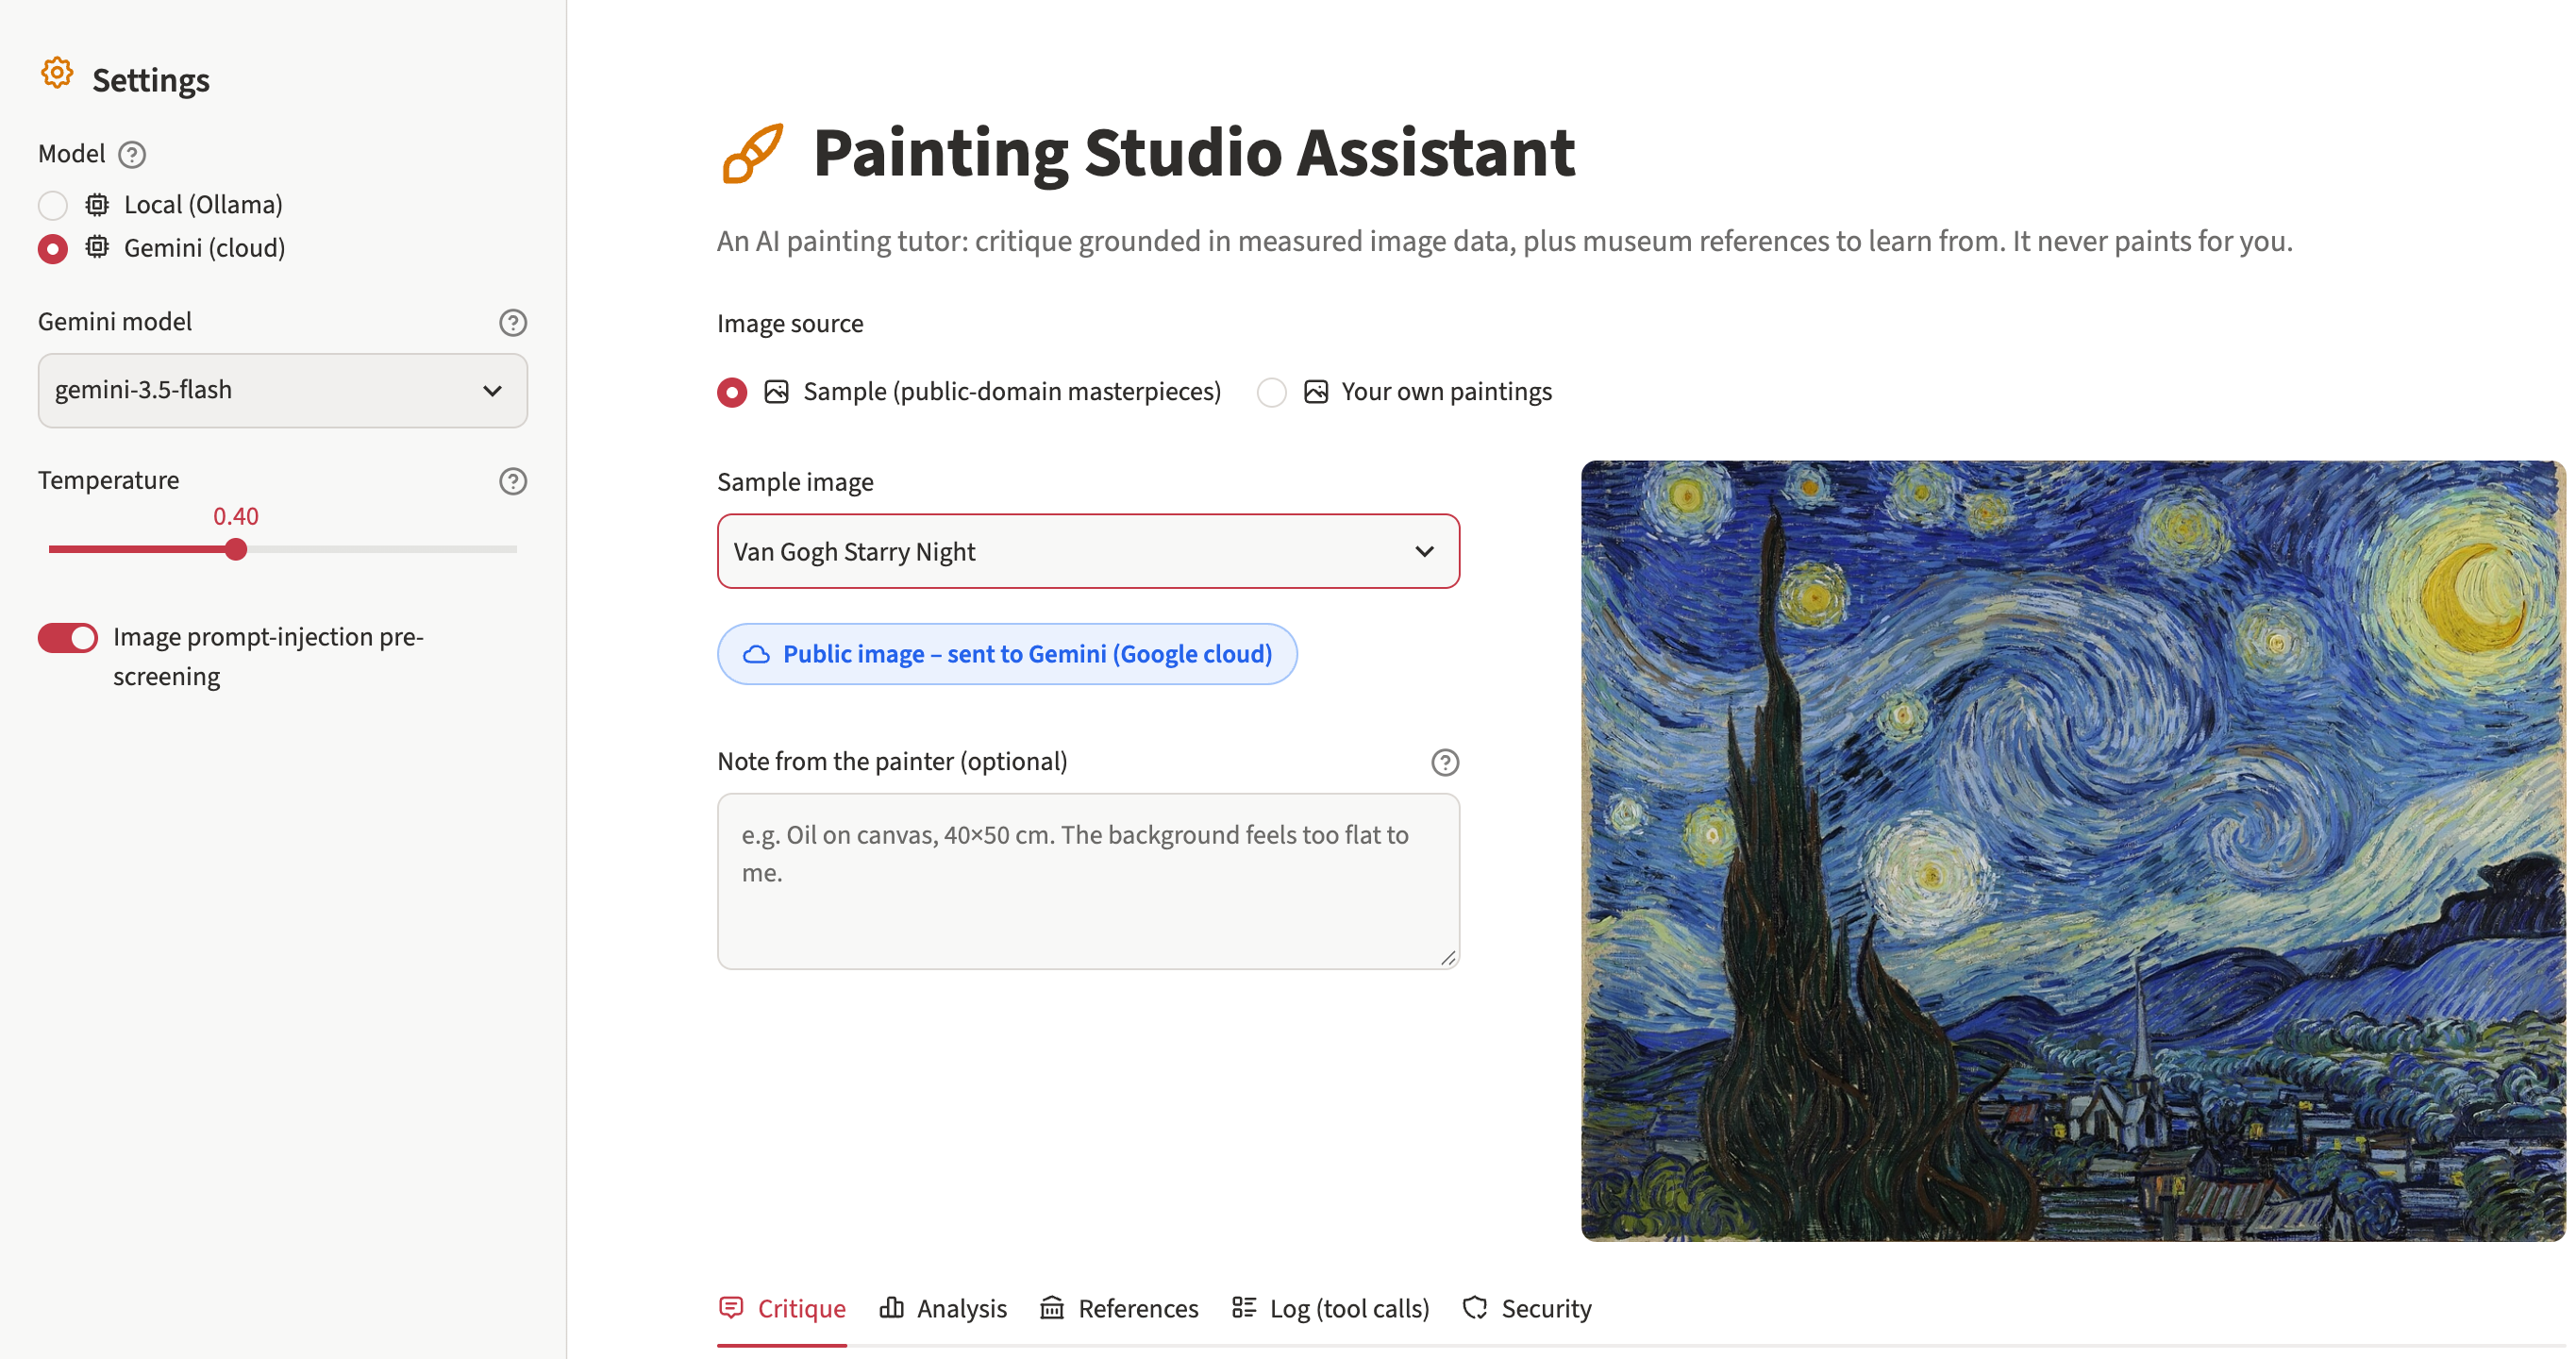 Settings
Model
Local (Ollama)
Gemini (cloud)
Gemini model
gemini-3.5-flash
Temperature
0.40
Image prompt-injection pre-
screening
Painting Studio Assistant
An AI painting tutor: critique grounded in measured image data, plus museum references to learn from. It never paints for you.
Image source
Sample (public-domain masterpieces) Your own paintings
Sample image
Van Gogh Starry Night
Public image – sent to Gemini (Google cloud)
Note from the painter (optional)
e.g. Oil on canvas, 40×50 cm. The background feels too flat to
me.
Critique Analysis References Log (tool calls) Security